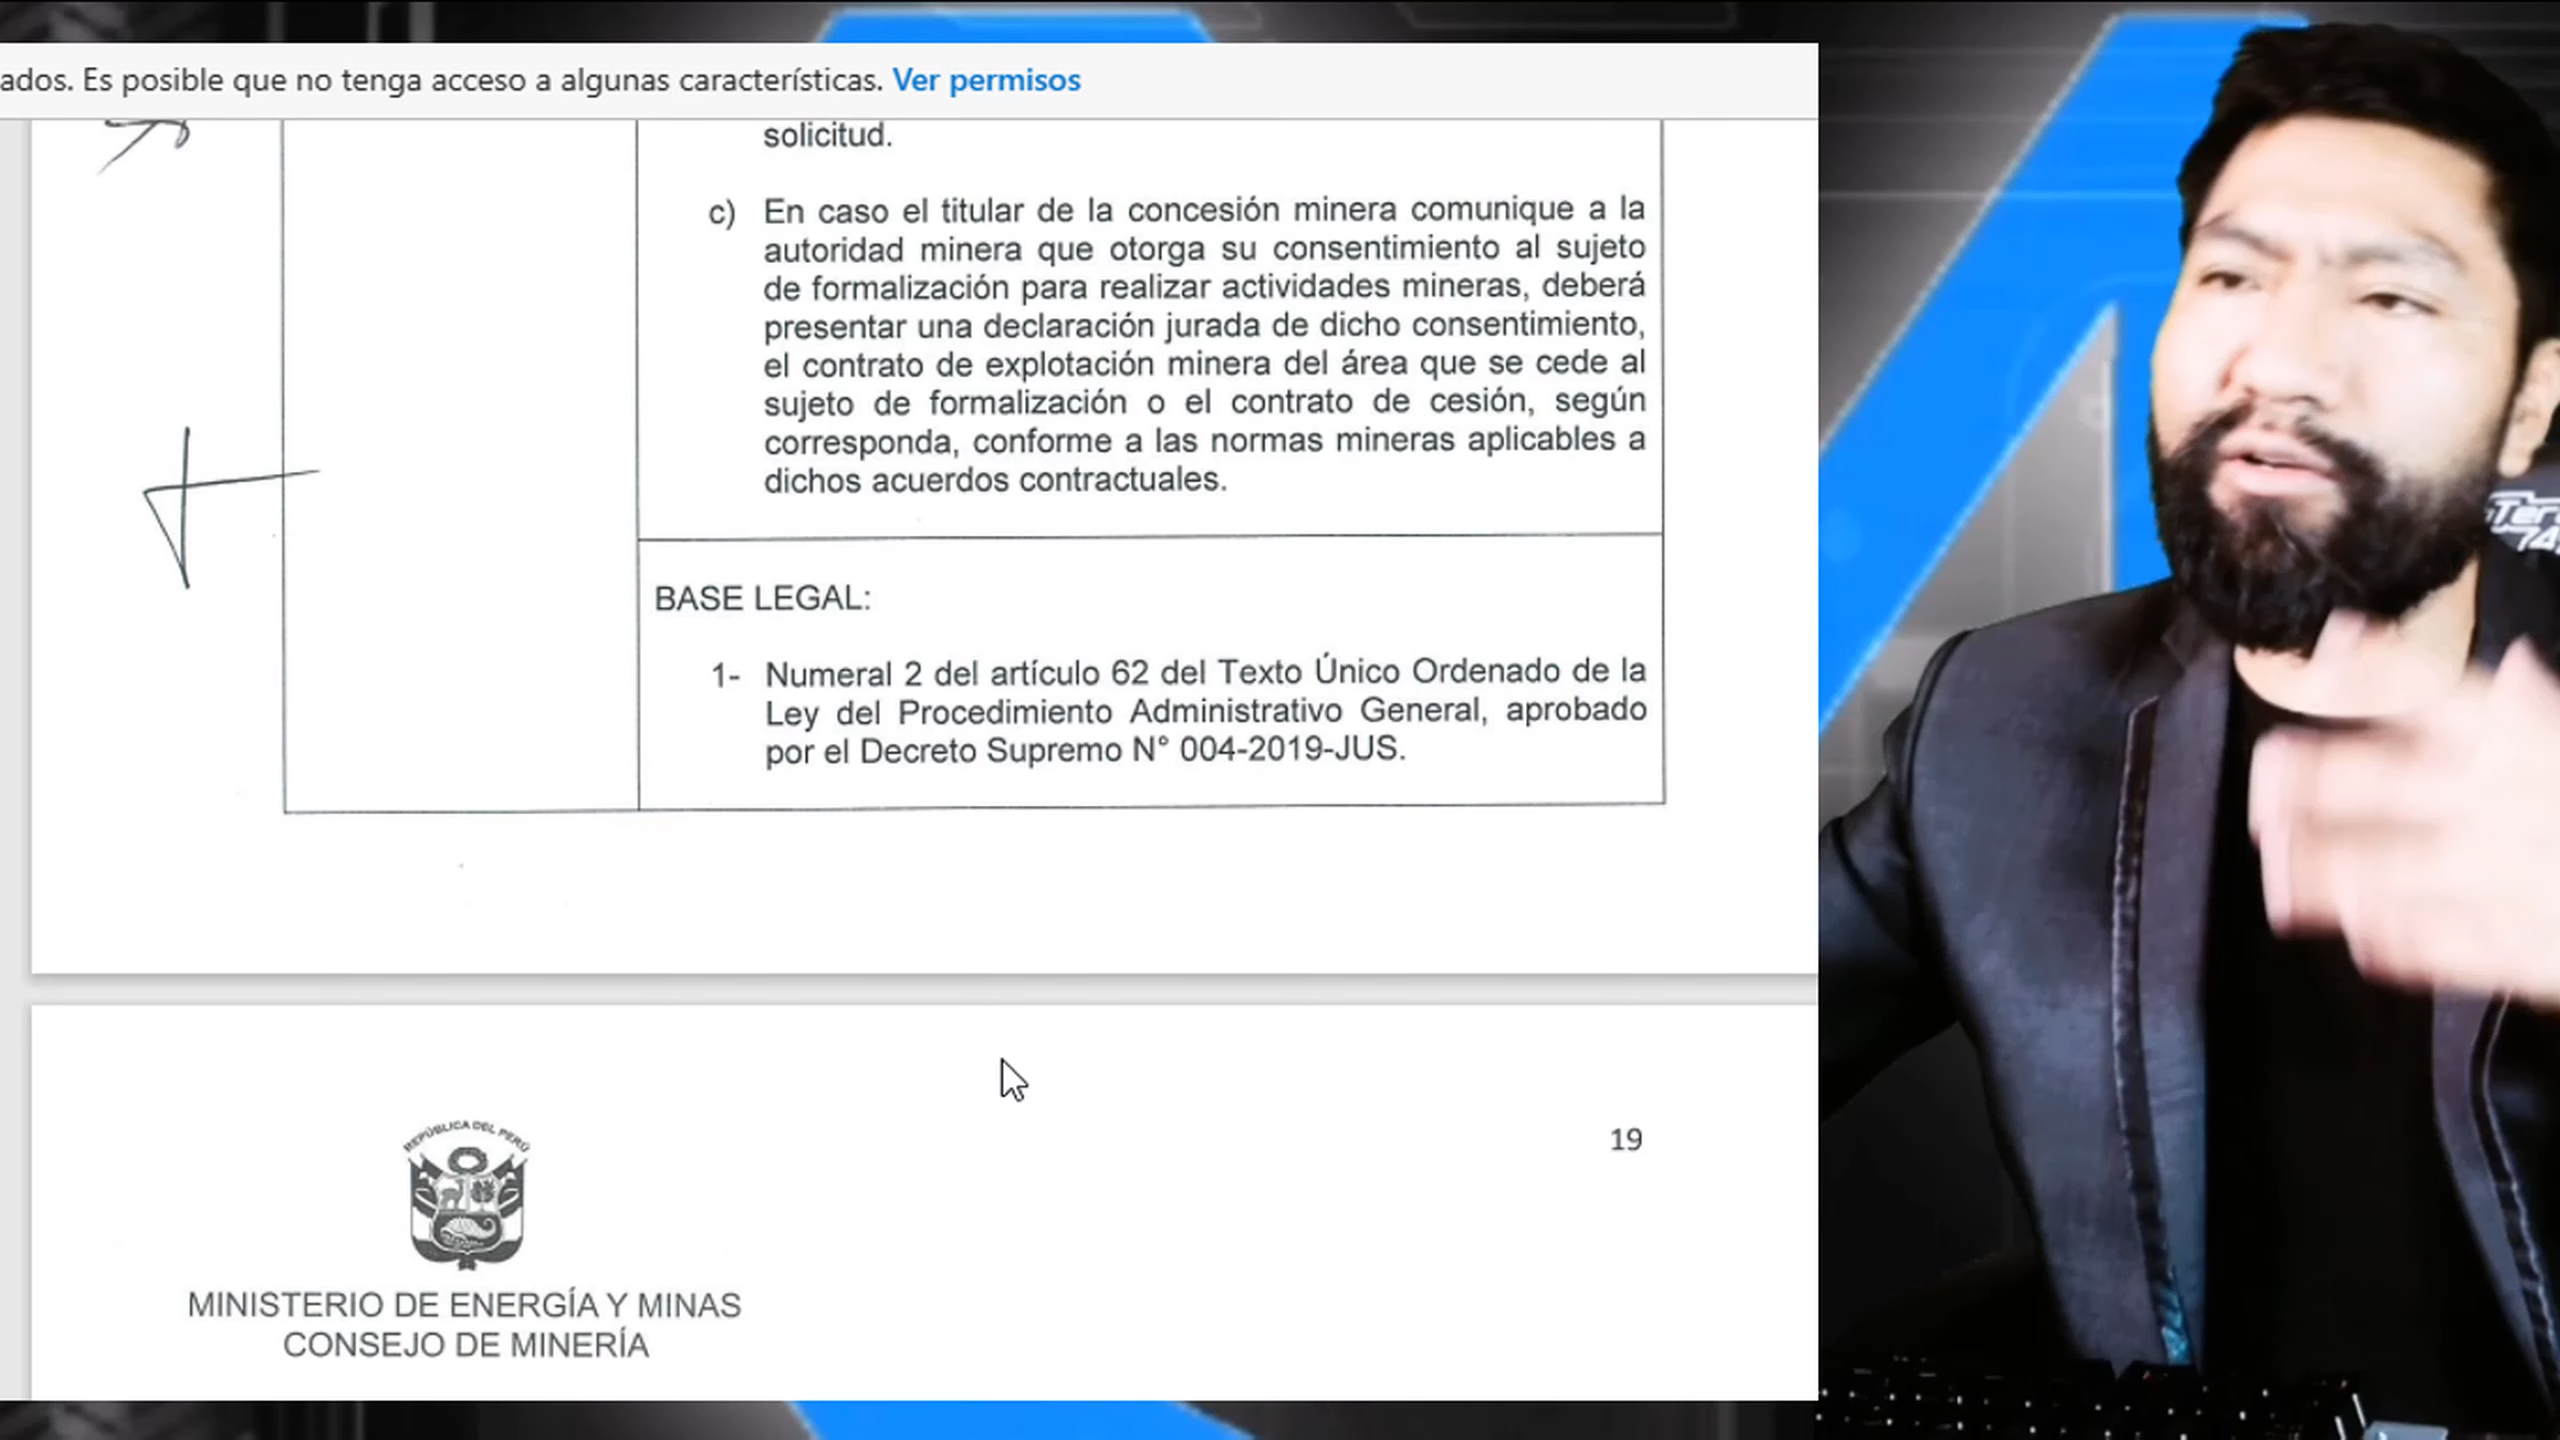 ados. Es posible que no tenga acceso a algunas características. Ver permisos
solicitud.
c) En caso el titular de la concesión minera comunique a la
autoridad minera que otorga su consentimiento al sujeto
de formalización para realizar actividades mineras, deberá
presentar una declaración jurada de dicho consentimiento,
el contrato de explotación minera del área que se cede al
sujeto de formalización o el contrato de cesión, según
corresponda, conforme a las normas mineras aplicables a
dichos acuerdos contractuales.
BASE LEGAL:
1- Numeral 2 del artículo 62 del Texto Único Ordenado de la
Ley del Procedimiento Administrativo General, aprobado
por el Decreto Supremo N° 004-2019-JUS.
19
REPÚBLICA DEL PERÚ
MINISTERIO DE ENERGÍA Y MINAS
CONSEJO DE MINERÍA